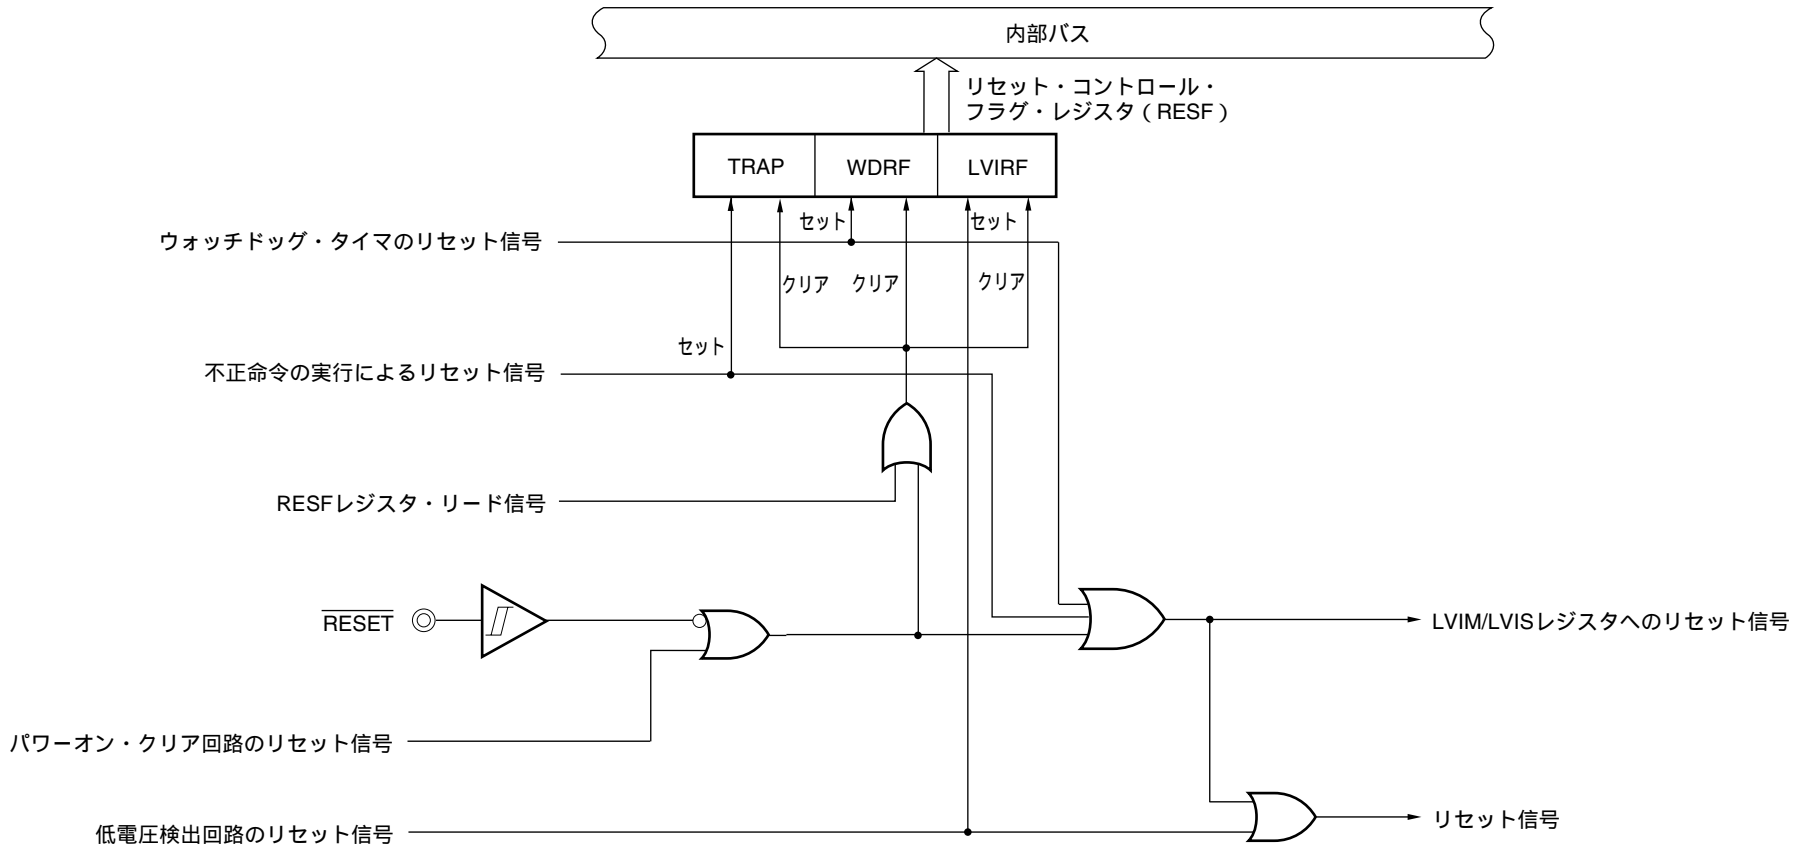 内部バス
リセット・コントロール・
フラグ・レジスタ（RESF）
TRAP
WDRF
LVIRF
セット
セット
ウォッチドッグ・タイマのリセット信号
クリア
クリア
クリア
セット
不正命令の実行によるリセット信号
RESFレジスタ・リード信号
RESET
LVIM/LVISレジスタへのリセット信号
パワーオン・クリア回路のリセット信号
低電圧検出回路のリセット信号
リセット信号